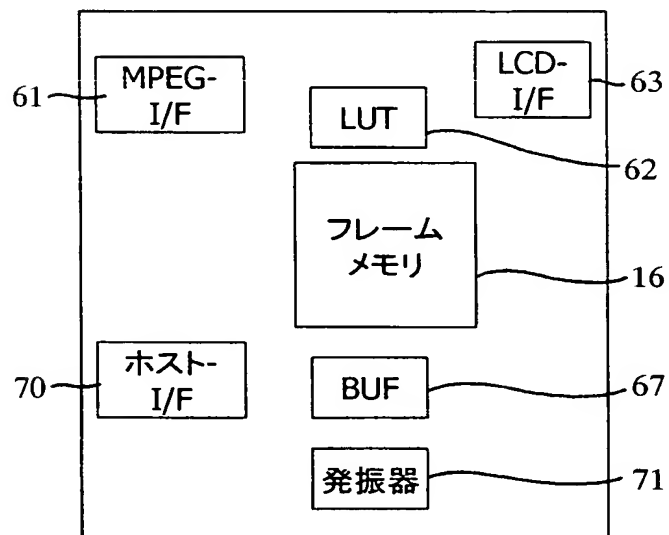 61
MPEG-
I/F
LCD-
I/F
63
LUT
62
フレーム
メモリ
16
70
ホスト-
I/F
BUF
67
発振器
71